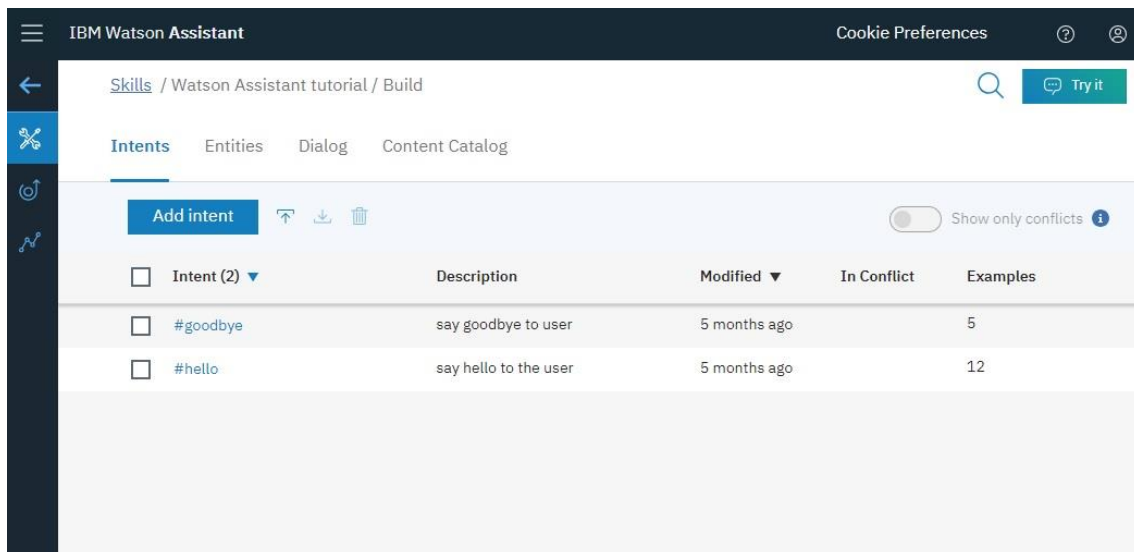 IBM Watson Assistant Cookie Preferences
Skills / Watson Assistant tutorial / Build Try it
Intents Entities Dialog Content Catalog
Add intent Show only conflicts
Intent (2) Description Modified In Conflict Examples
#goodbye say goodbye to user 5 months ago 5
#hello say hello to the user 5 months ago 12